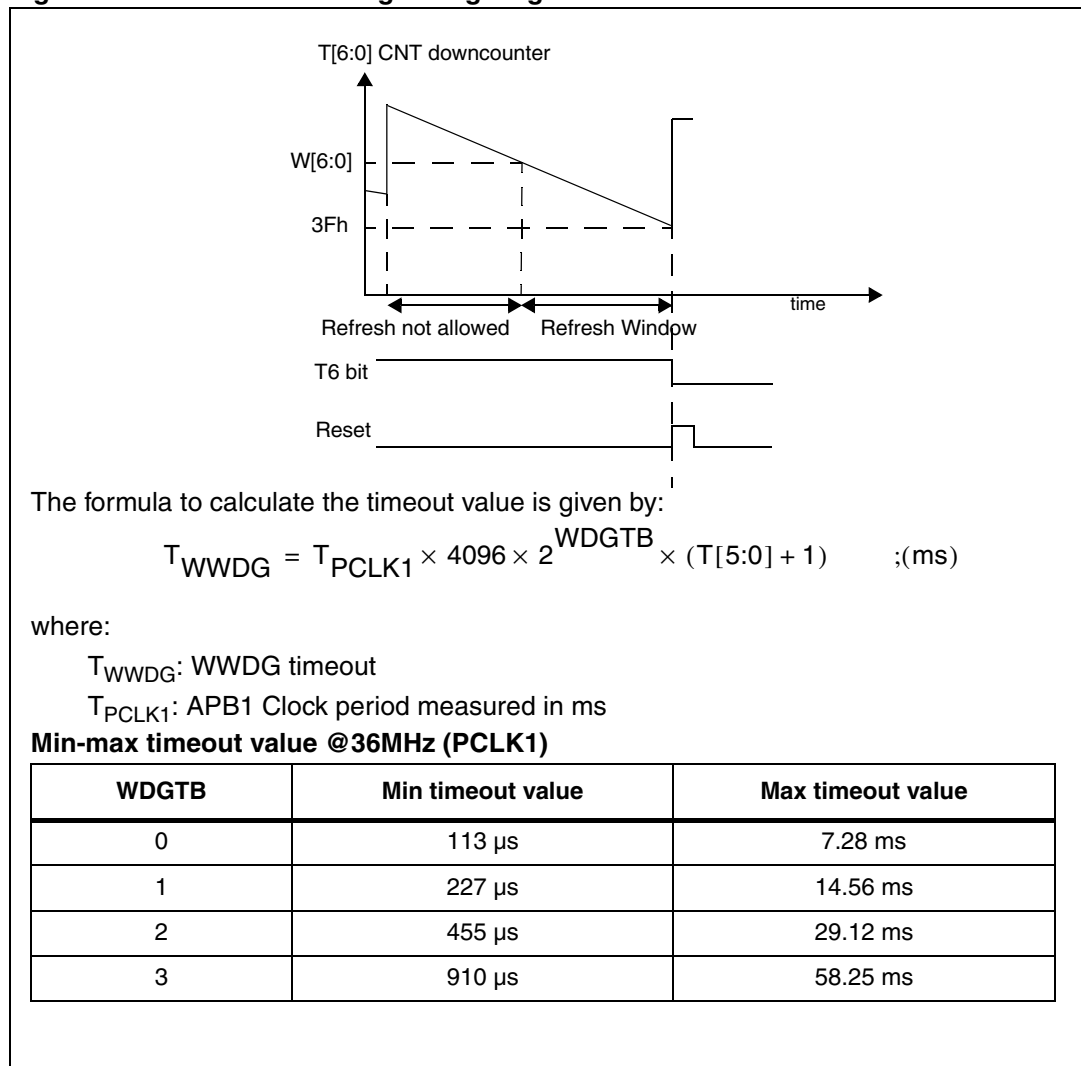 T[6:0] CNT downcounter
W[6:0]
3Fh
time
Refresh not allowed Refresh Window
T6 bit
Reset
The formula to calculate the timeout value is given by:
T_WWDG = T_PCLK1 × 4096 × 2^WDGTB × (T[5:0] + 1) ;(ms)
where:
T_WWDG: WWDG timeout
T_PCLK1: APB1 Clock period measured in ms
Min-max timeout value @36MHz (PCLK1)
WDGTB Min timeout value Max timeout value
0 113 µs 7.28 ms
1 227 µs 14.56 ms
2 455 µs 29.12 ms
3 910 µs 58.25 ms